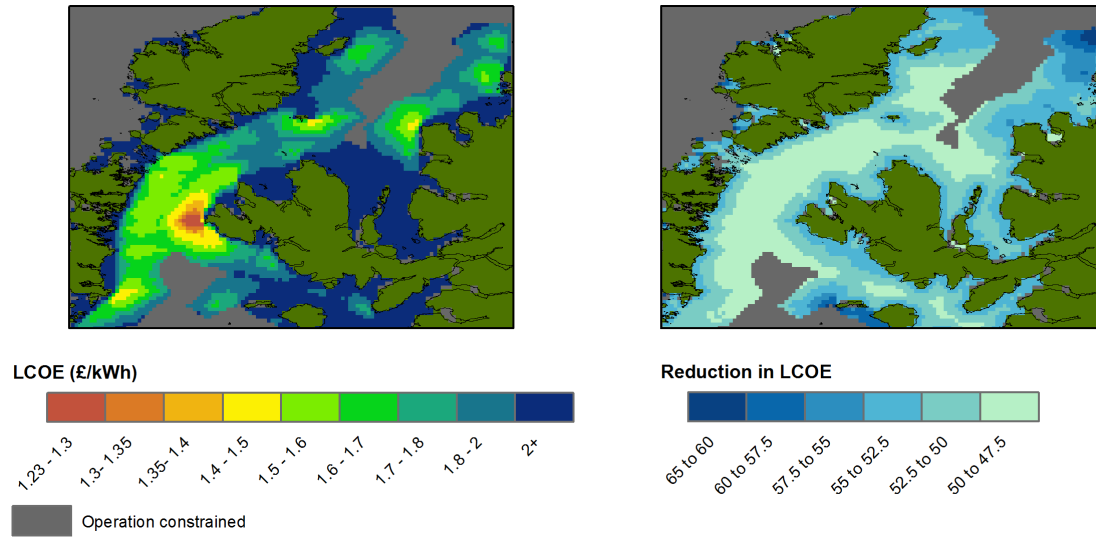 LCOE (£/kWh)
1.23 - 1.3
1.3- 1.35
1.35- 1.4
1.4 - 1.5
1.5 - 1.6
1.6 - 1.7
1.7 - 1.8
1.8 - 2
2+
Operation constrained
Reduction in LCOE
65 to 60
60 to 57.5
57.5 to 55
55 to 52.5
52.5 to 50
50 to 47.5